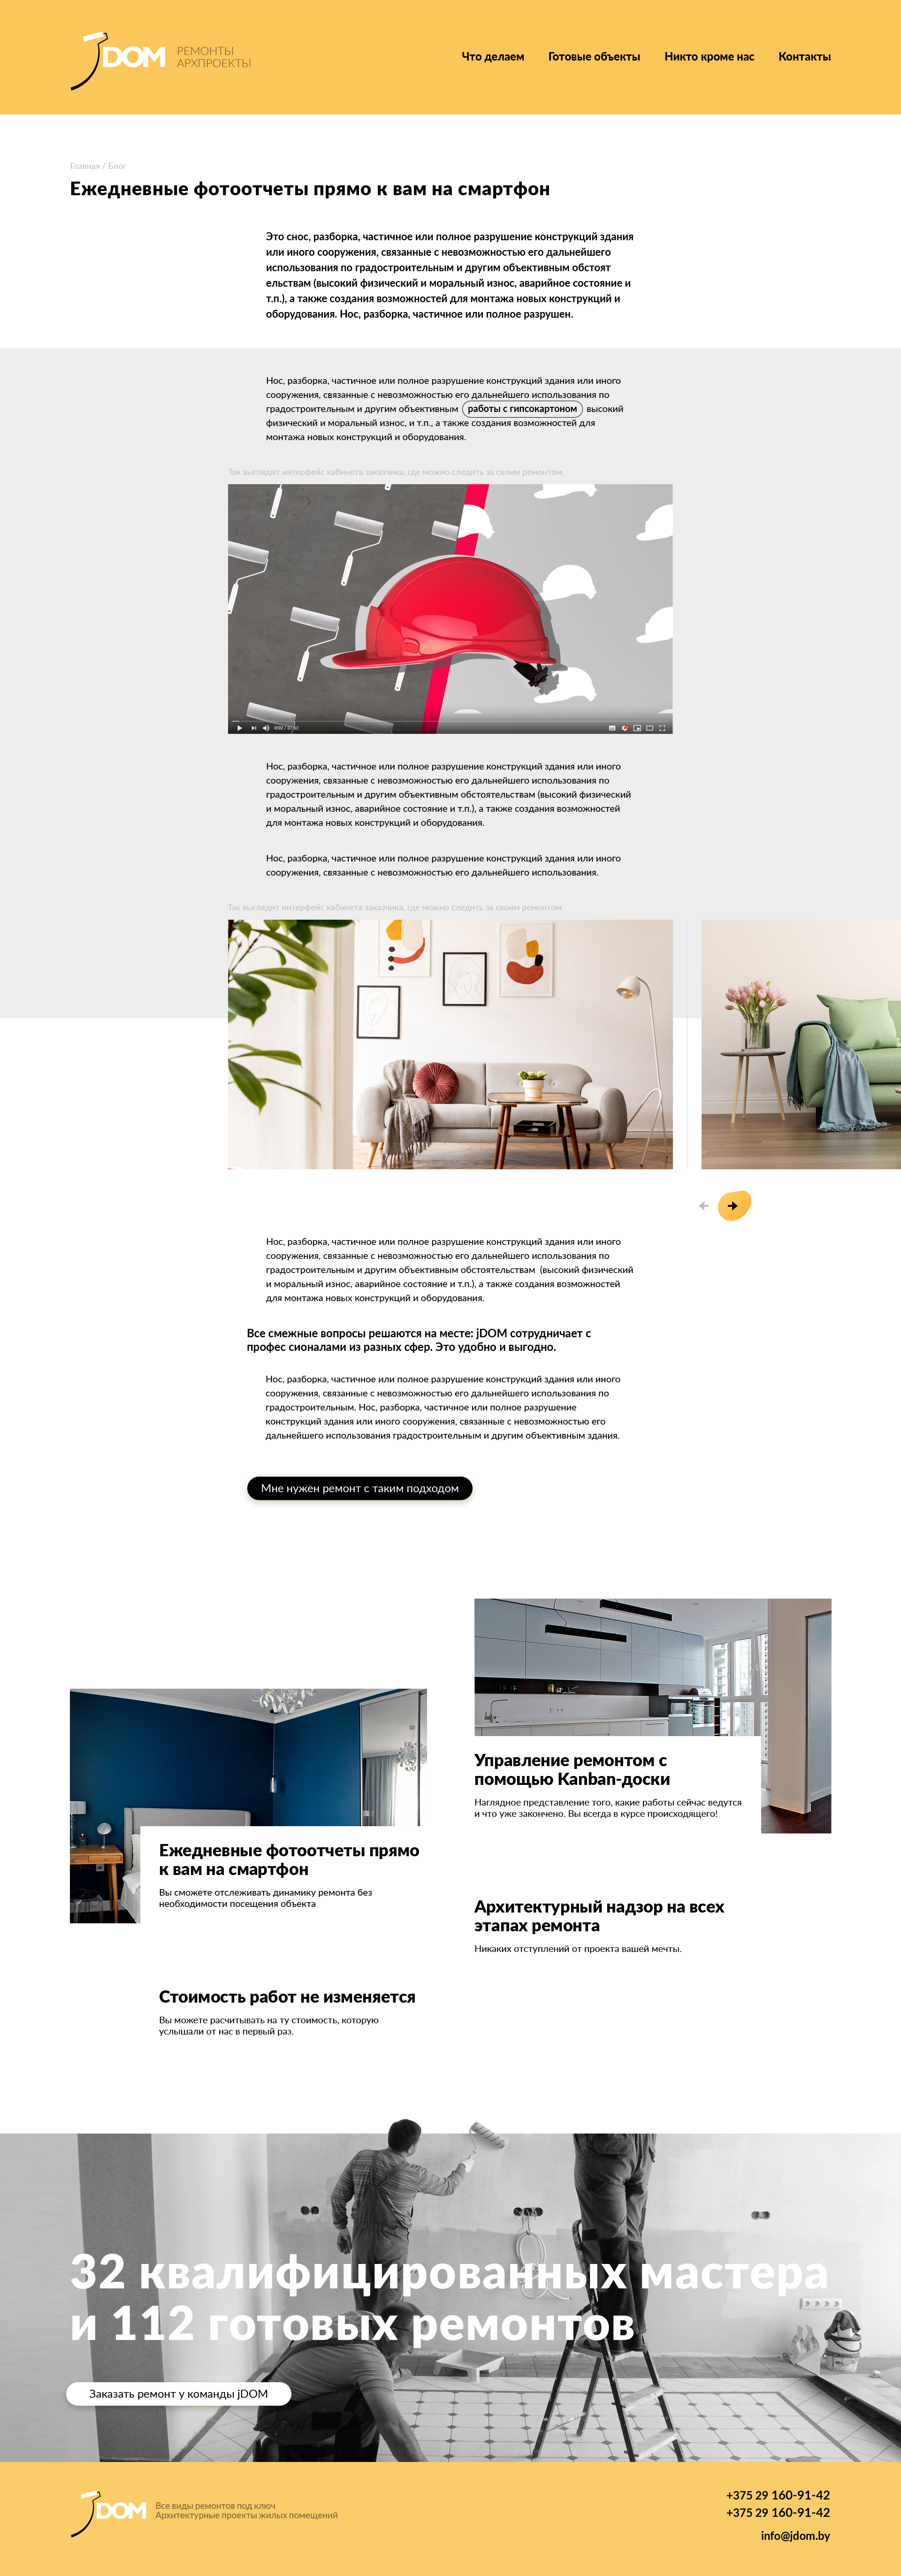 jDOM
РЕМОНТЫ
АРХПРОЕКТЫ
Что делаем
Готовые объекты
Никто кроме нас
Контакты
Главная / Блог
Ежедневные фотоотчеты прямо к вам на смартфон
Это снос, разборка, частичное или полное разрушение конструкций здания
или иного сооружения, связанные с невозможностью его дальнейшего
использования по градостроительным и другим объективным обстоят
ельствам (высокий физический и моральный износ, аварийное состояние и
т.п.), а также создания возможностей для монтажа новых конструкций и
оборудования. Нос, разборка, частичное или полное разрушен.
Нос, разборка, частичное или полное разрушение конструкций здания или иного
сооружения, связанные с невозможностью его дальнейшего использования по
градостроительным и другим объективным работы с гипсокартоном высокий
физический и моральный износ, и т.п., а также создания возможностей для
монтажа новых конструкций и оборудования.
Так выглядит интерфейс кабинета заказчика, где можно следить за своим ремонтом.
Нос, разборка, частичное или полное разрушение конструкций здания или иного
сооружения, связанные с невозможностью его дальнейшего использования по
градостроительным и другим объективным обстоятельствам (высокий физический
и моральный износ, аварийное состояние и т.п.), а также создания возможностей
для монтажа новых конструкций и оборудования.
Нос, разборка, частичное или полное разрушение конструкций здания или иного
сооружения, связанные с невозможностью его дальнейшего использования.
Так выглядит интерфейс кабинета заказчика, где можно следить за своим ремонтом.
Нос, разборка, частичное или полное разрушение конструкций здания или иного
сооружения, связанные с невозможностью его дальнейшего использования по
градостроительным и другим объективным обстоятельствам (высокий физический
и моральный износ, аварийное состояние и т.п.), а также создания возможностей
для монтажа новых конструкций и оборудования.
Все смежные вопросы решаются на месте: jDOM сотрудничает с
профес сионалами из разных сфер. Это удобно и выгодно.
Нос, разборка, частичное или полное разрушение конструкций здания или иного
сооружения, связанные с невозможностью его дальнейшего использования по
градостроительным. Нос, разборка, частичное или полное разрушение
конструкций здания или иного сооружения, связанные с невозможностью его
дальнейшего использования градостроительным и другим объективным здания.
Мне нужен ремонт с таким подходом
Управление ремонтом с
помощью Kanban-доски
Наглядное представление того, какие работы сейчас ведутся
и что уже закончено. Вы всегда в курсе происходящего!
Ежедневные фотоотчеты прямо
к вам на смартфон
Вы сможете отслеживать динамику ремонта без
необходимости посещения объекта
Архитектурный надзор на всех
этапах ремонта
Никаких отступлений от проекта вашей мечты.
Стоимость работ не изменяется
Вы можете расчитывать на ту стоимость, которую
услышали от нас в первый раз.
32 квалифицированных мастера
и 112 готовых ремонтов
Заказать ремонт у команды jDOM
jDOM
Все виды ремонтов под ключ
Архитектурные проекты жилых помещений
+375 29 160-91-42
+375 29 160-91-42
info@jdom.by